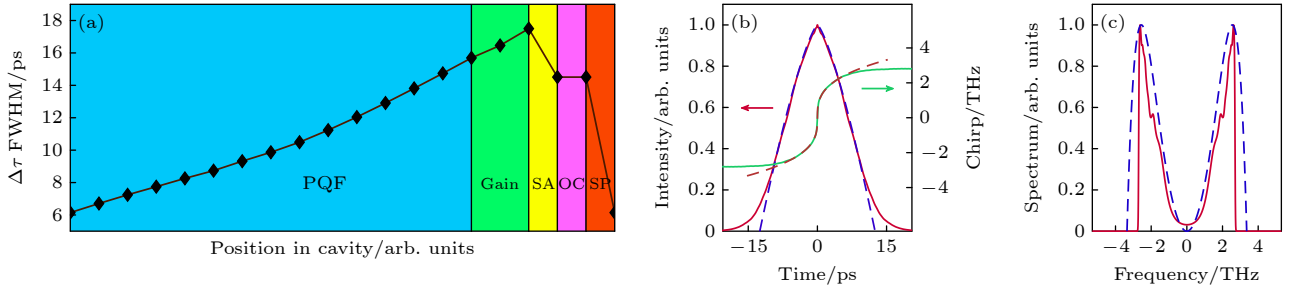 (a)
18
16
14
12
10
8
6
Δτ FWHM/ps
PQF
Gain
SA
OC
SP
Position in cavity/arb. units
(b)
1.0
0.8
0.6
0.4
0.2
0
Intensity/arb. units
4
2
0
−2
−4
Chirp/THz
−15
0
15
Time/ps
(c)
1.0
0.8
0.6
0.4
0.2
0
Spectrum/arb. units
−4
−2
0
2
4
Frequency/THz